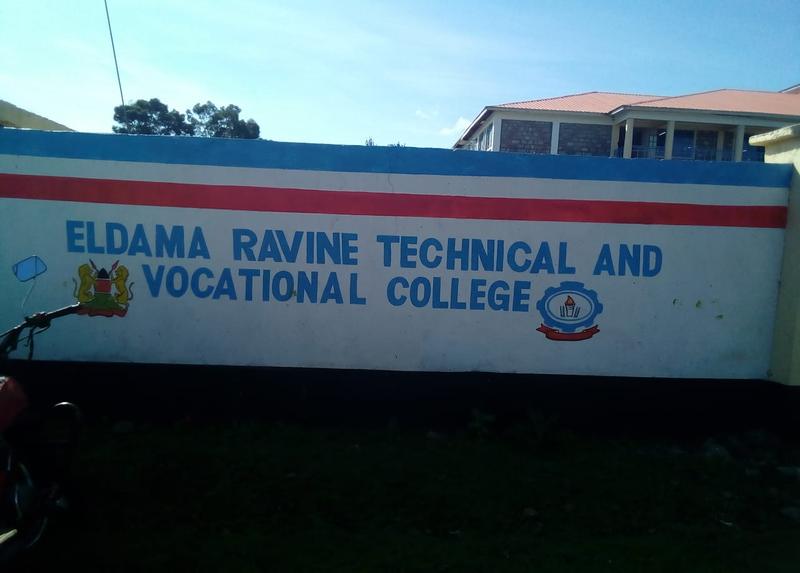 ELDAMA RAVINE TECHNICAL AND
VOCATIONAL COLLEGE